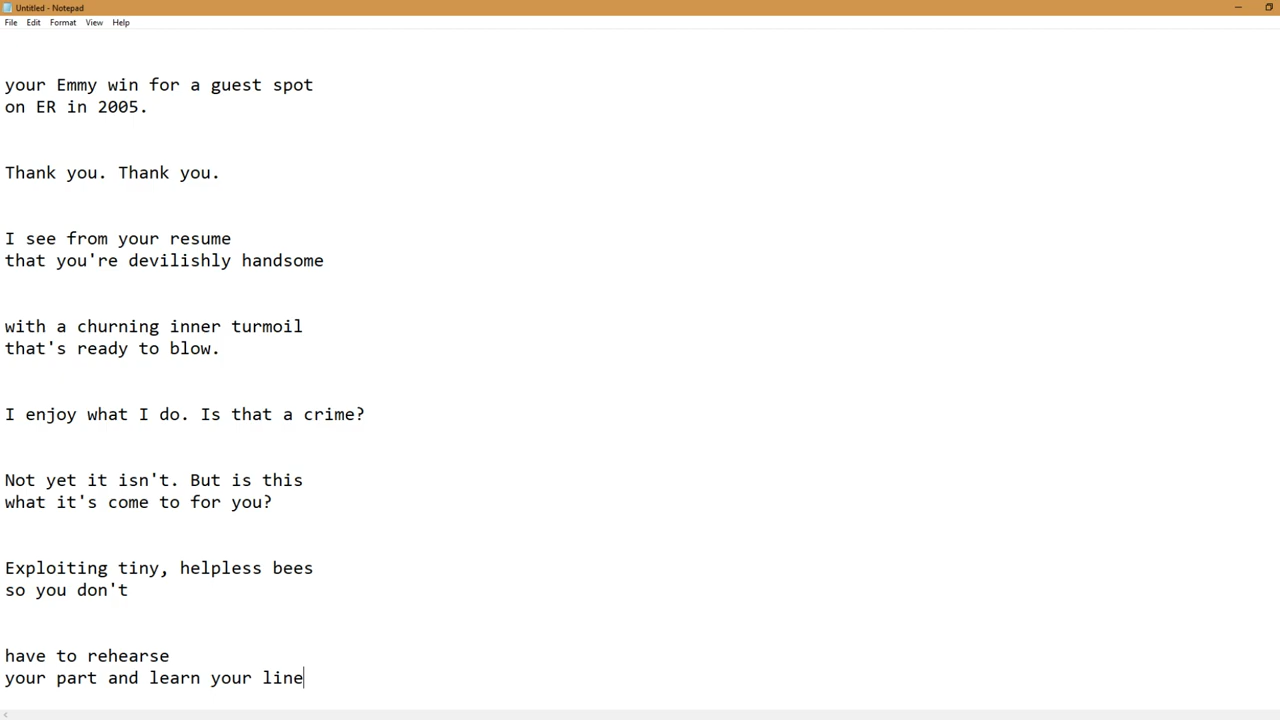 Untitled - Notepad
File Edit Format View Help
your Emmy win for a guest spot
on ER in 2005.
Thank you. Thank you.
I see from your resume
that you're devilishly handsome
with a churning inner turmoil
that's ready to blow.
I enjoy what I do. Is that a crime?
Not yet it isn't. But is this
what it's come to for you?
Exploiting tiny, helpless bees
so you don't
have to rehearse
your part and learn your line